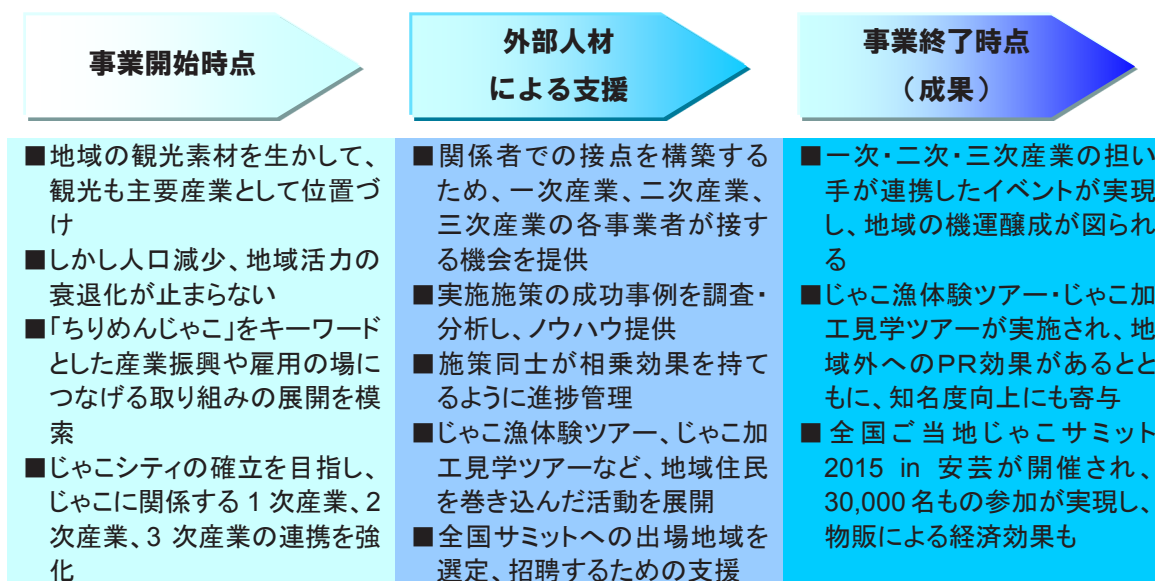 事業開始時点
■地域の観光素材を生かして、
観光も主要産業として位置づ
け
■しかし人口減少、地域活力の
衰退化が止まらない
■「ちりめんじゃこ」をキーワード
とした産業振興や雇用の場に
つなげる取り組みの展開を模
索
■じゃこシティの確立を目指し、
じゃこに関係する 1 次産業、2
次産業、3 次産業の連携を強
化
外部人材
による支援
■関係者での接点を構築する
ため、一次産業、二次産業、
三次産業の各事業者が接す
る機会を提供
■実施施策の成功事例を調査・
分析し、ノウハウ提供
■施策同士が相乗効果を持て
るように進捗管理
■じゃこ漁体験ツアー、じゃこ加
工見学ツアーなど、地域住民
を巻き込んだ活動を展開
■全国サミットへの出場地域を
選定、招聘するための支援
事業終了時点
（成果）
■一次・二次・三次産業の担い
手が連携したイベントが実現
し、地域の機運醸成が図られ
る
■じゃこ漁体験ツアー・じゃこ加
工見学ツアーが実施され、地
域外へのPR効果があるとと
もに、知名度向上にも寄与
■全国ご当地じゃこサミット
2015 in 安芸が開催され、
30,000 名もの参加が実現し、
物販による経済効果も